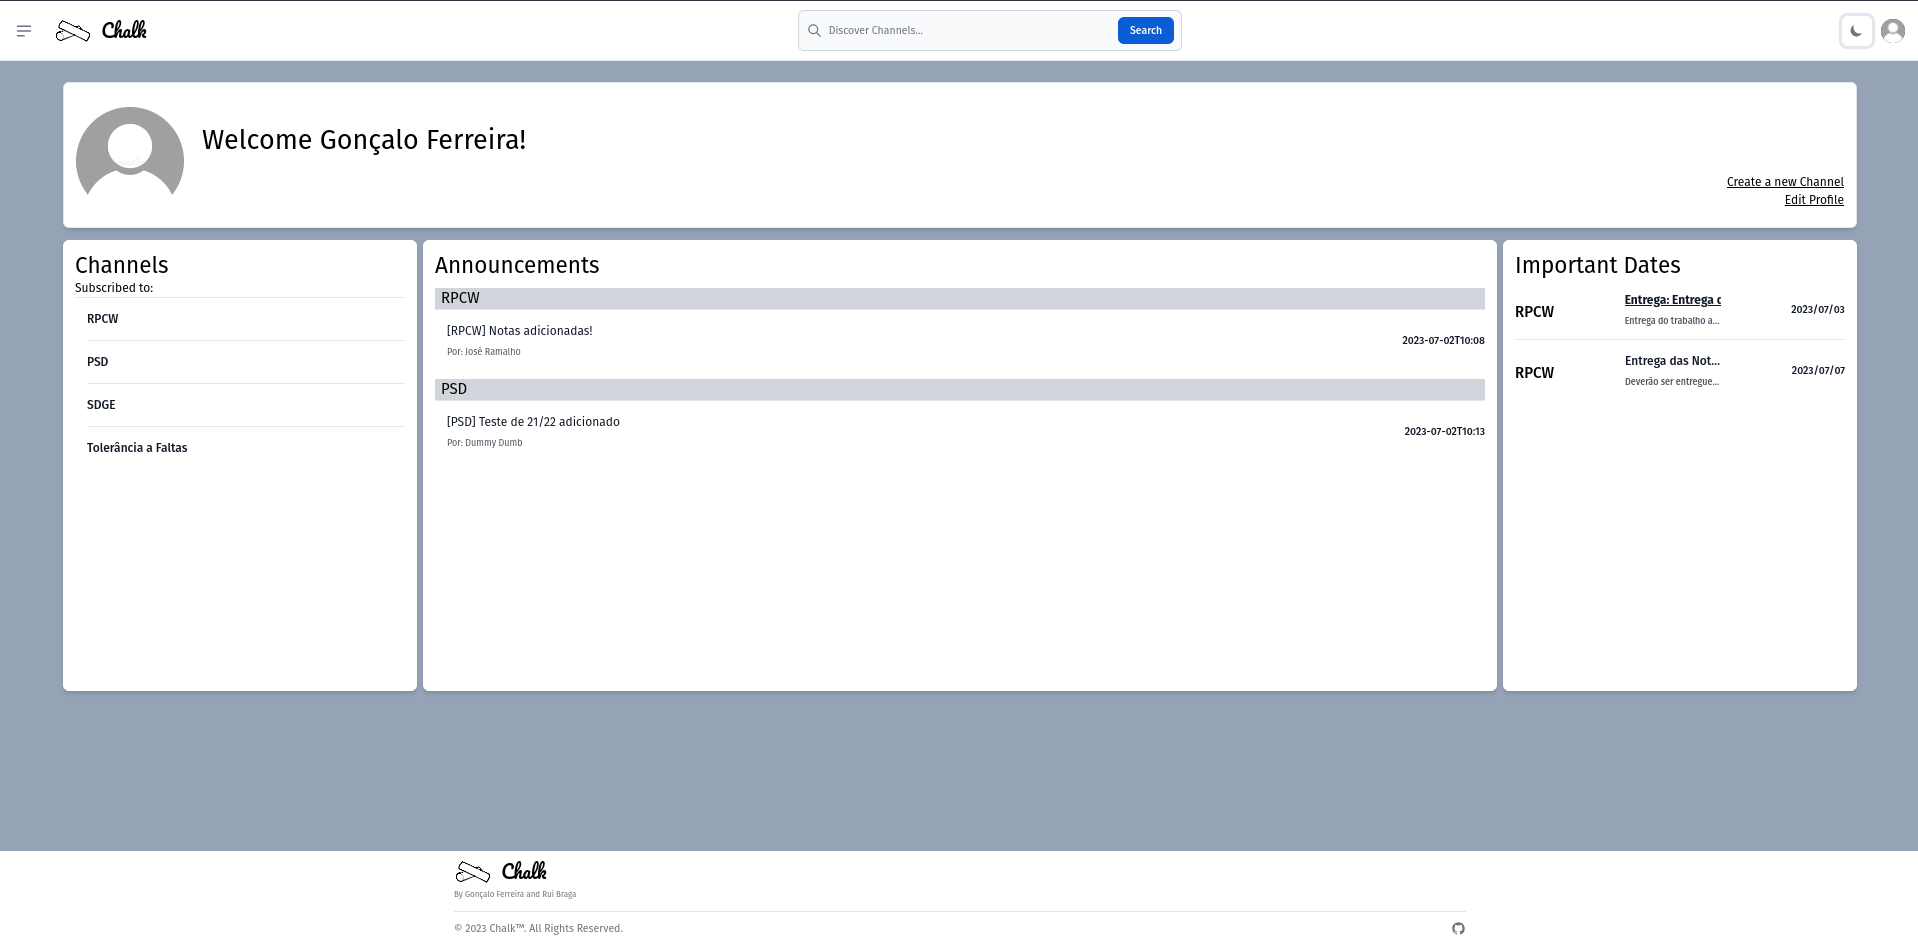 Chalk
Discover Channels...
Search
Welcome Gonçalo Ferreira!
Create a new Channel
Edit Profile
Channels
Subscribed to:
RPCW
PSD
SDGE
Tolerância a Faltas
Announcements
RPCW
[RPCW] Notas adicionadas!
Por: José Ramalho
2023-07-02T10:08
PSD
[PSD] Teste de 21/22 adicionado
Por: Dummy Dumb
2023-07-02T10:13
Important Dates
RPCW
Entrega: Entrega
Entrega do trabalho a...
2023/07/03
RPCW
Entrega das Not...
Deverão ser entregue...
2023/07/07
Chalk
By Gonçalo Ferreira and Rui Braga
© 2023 Chalk™. All Rights Reserved.